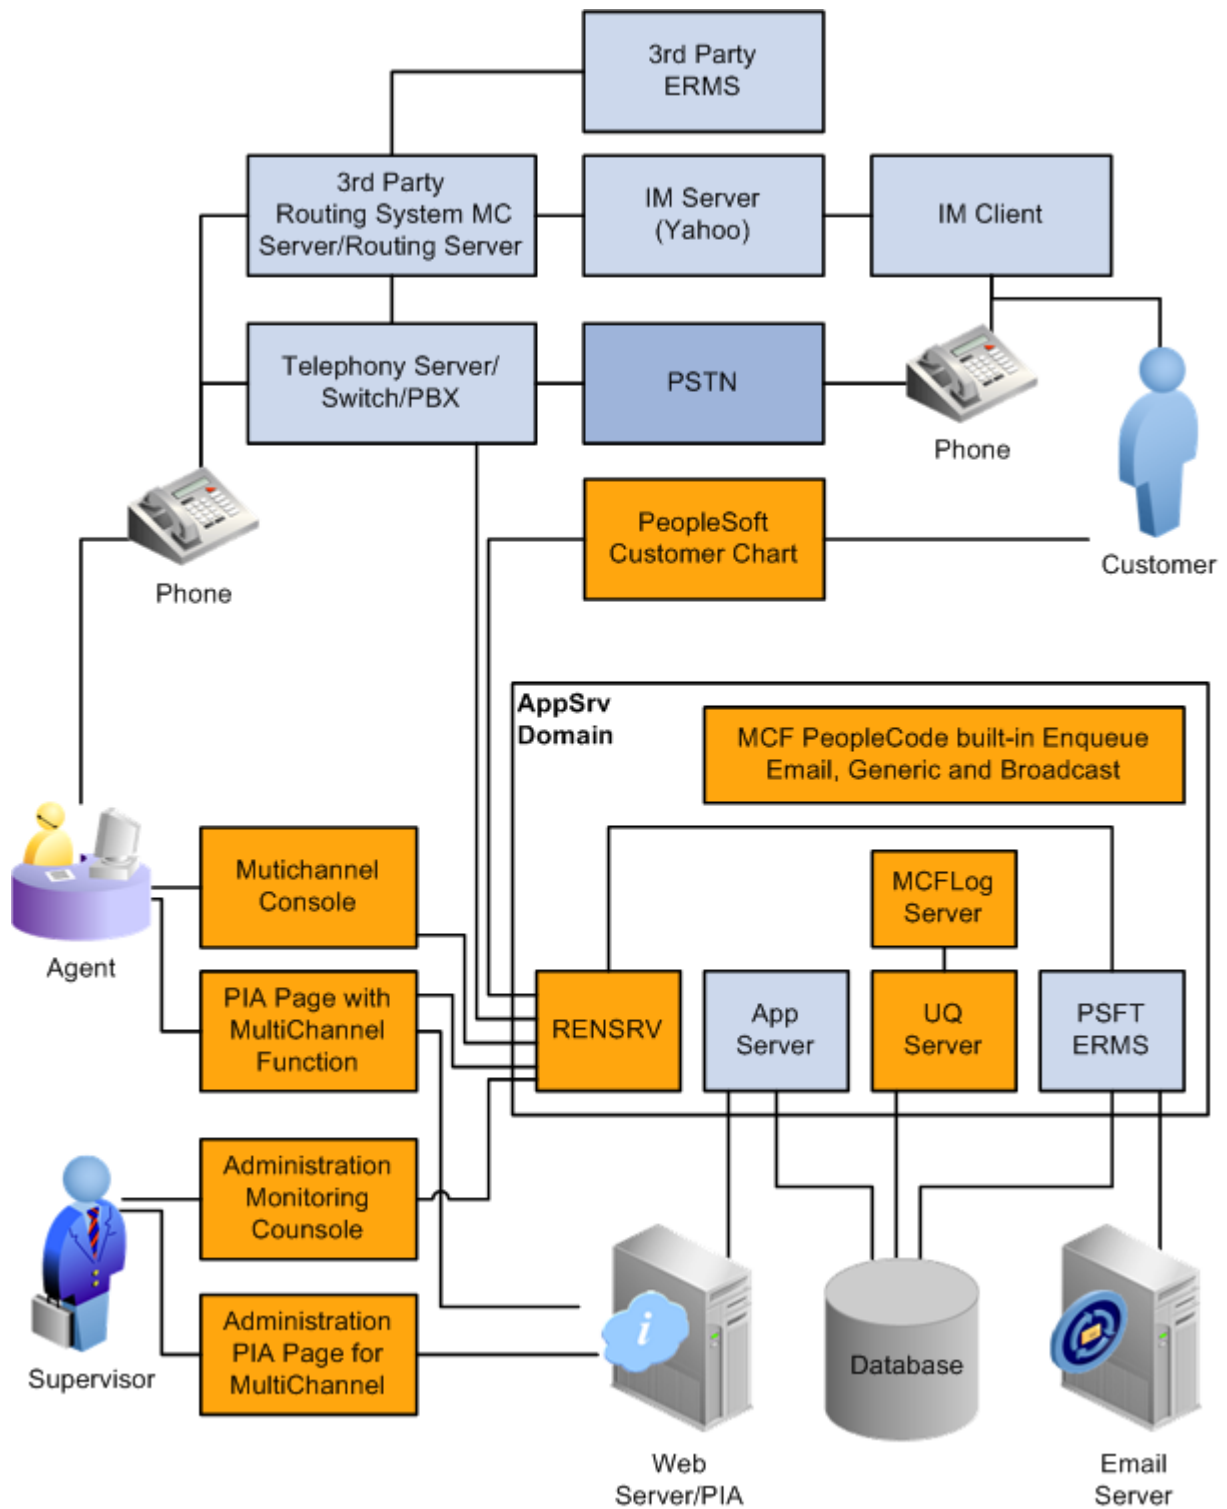 3rd Party
ERMS
3rd Party
Routing System MC
Server/Routing Server
IM Server
(Yahoo)
IM Client
Telephony Server/
Switch/PBX
PSTN
Phone
Customer
Phone
PeopleSoft
Customer Chart
AppSrv
Domain
MCF PeopleCode built-in Enqueue
Email, Generic and Broadcast
Mutichannel
Console
Agent
MCFLog
Server
PIA Page with
MultiChannel
Function
RENSRV
App
Server
UQ
Server
PSFT
ERMS
Administration
Monitoring
Counsole
Supervisor
Administration
PIA Page for
MultiChannel
Database
Web
Server/PIA
Email
Server